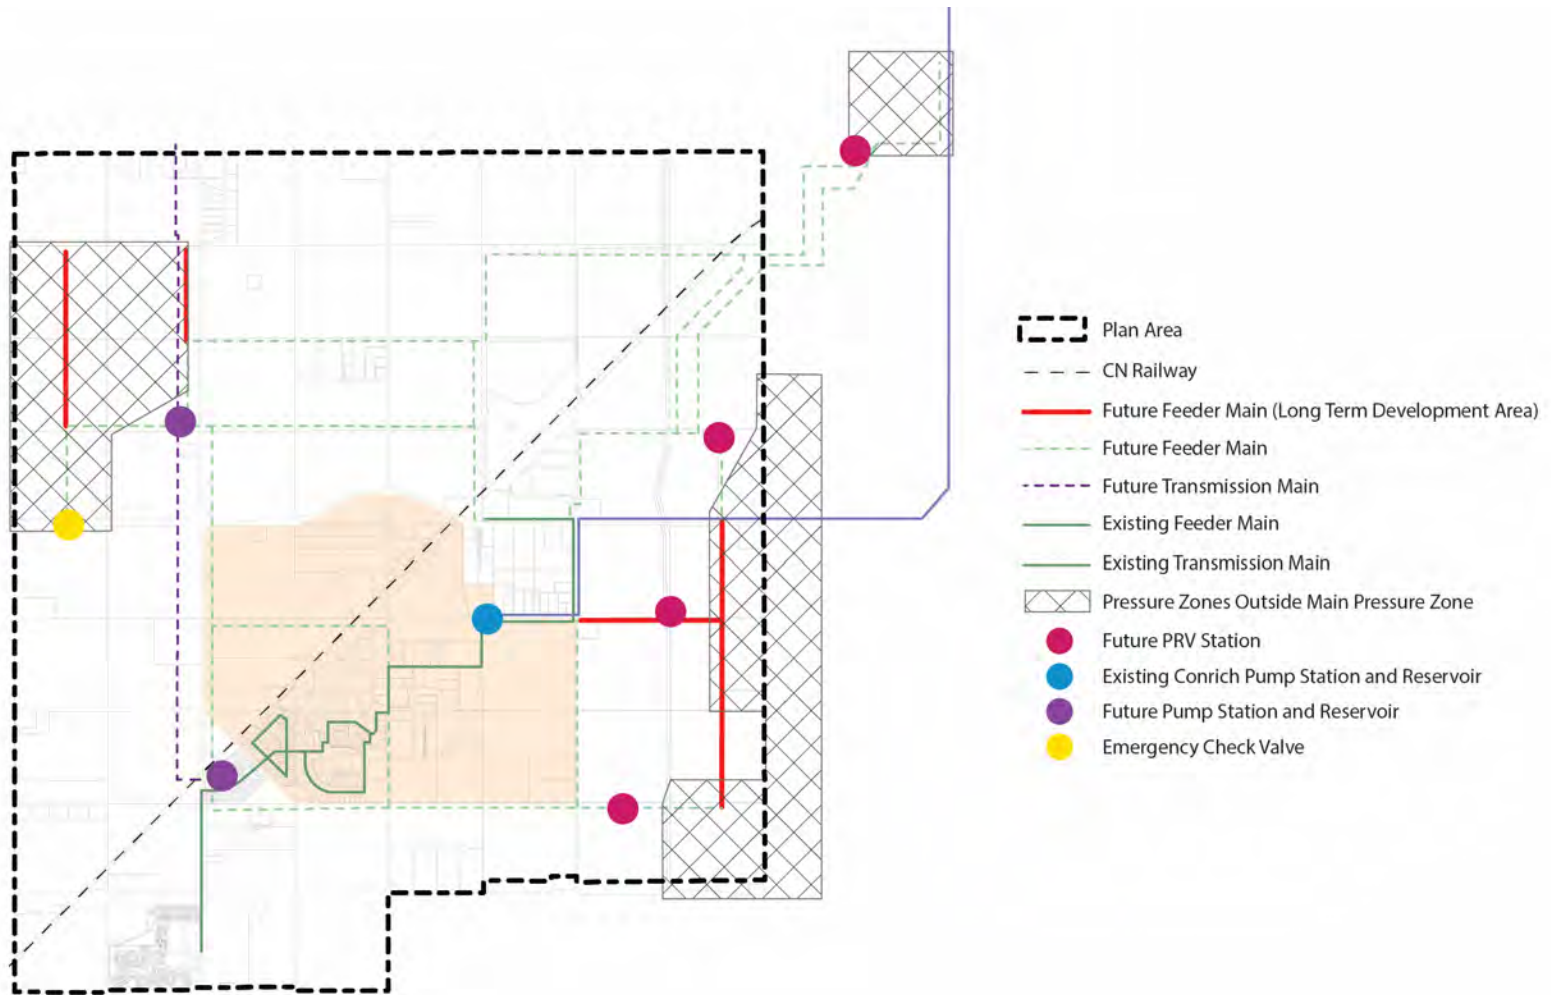 Plan Area
CN Railway
Future Feeder Main (Long Term Development Area)
Future Feeder Main
Future Transmission Main
Existing Feeder Main
Existing Transmission Main
Pressure Zones Outside Main Pressure Zone
Future PRV Station
Existing Conrich Pump Station and Reservoir
Future Pump Station and Reservoir
Emergency Check Valve